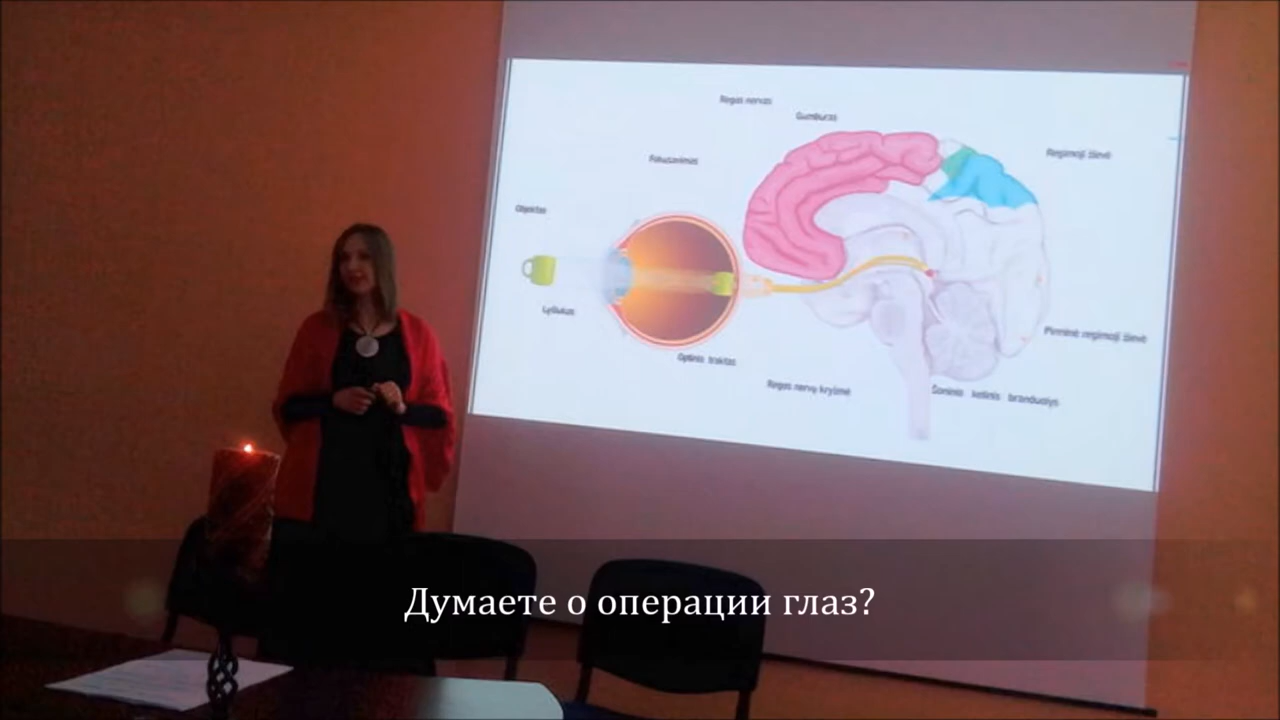 Regos nervas
Gumburas
Fokusavimas
Regimoji žievė
Objektas
Lęšiukas
Pirminė regimoji žievė
Optinis traktas
Regos nervų kryžmė
Šoninis kelinis branduolys
Думаете о операции глаз?